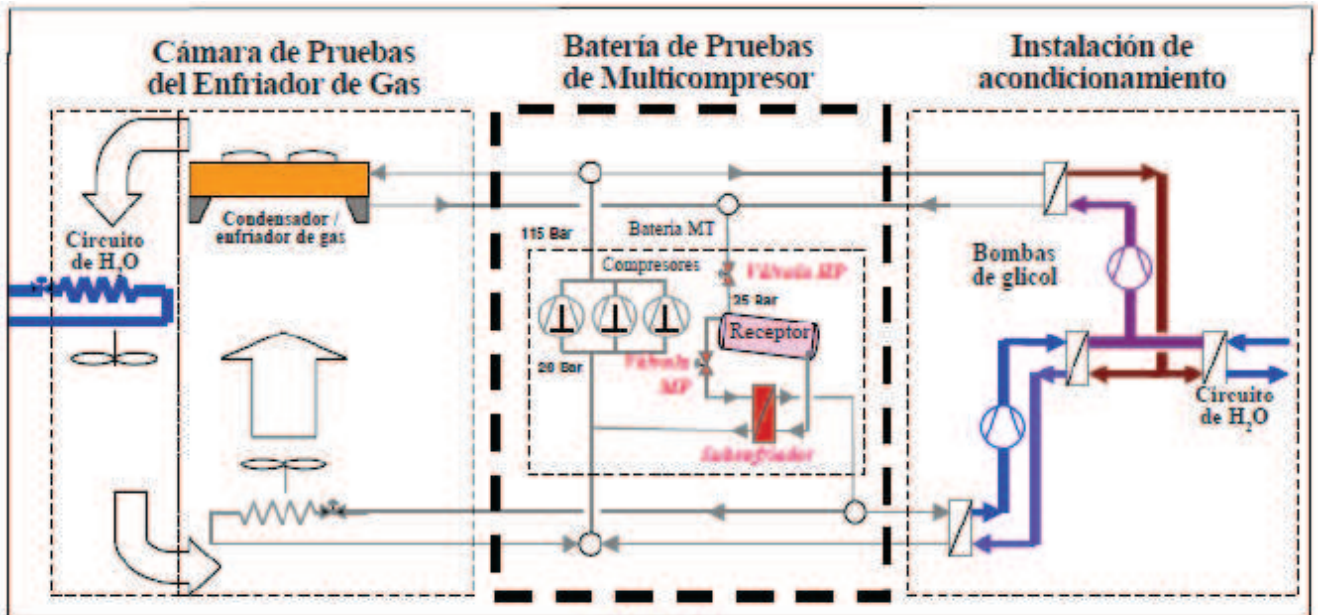 Cámara de Pruebas
del Enfriador de Gas
Batería de Pruebas
de Multicompresor
Instalación de
acondicionamiento
Condensador /
enfriador de gas
Circuito
de H₂O
115 Bar
Batería MT
Compresores
Válvula HP
35 Bar
Receptor
Válvula
MP
26 Bar
Subenfriador
Bombas
de glicol
Circuito
de H₂O